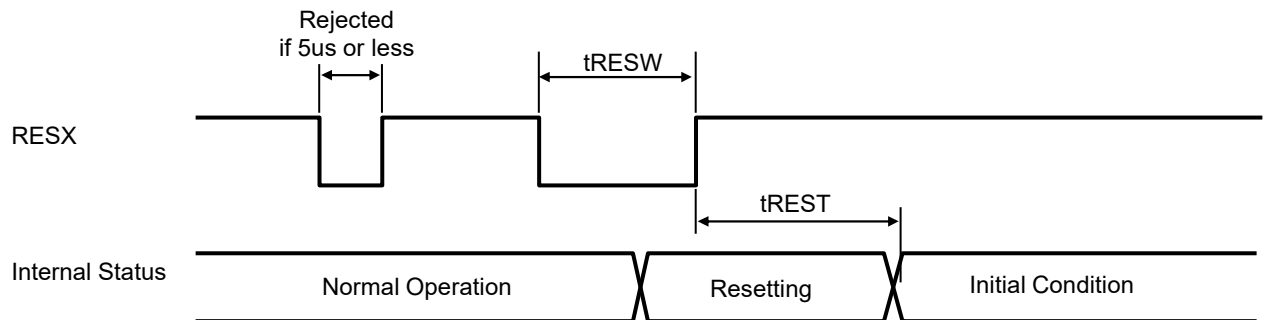 Rejected
if 5us or less
tRESW
RESX
tREST
Internal Status
Normal Operation
Resetting
Initial Condition